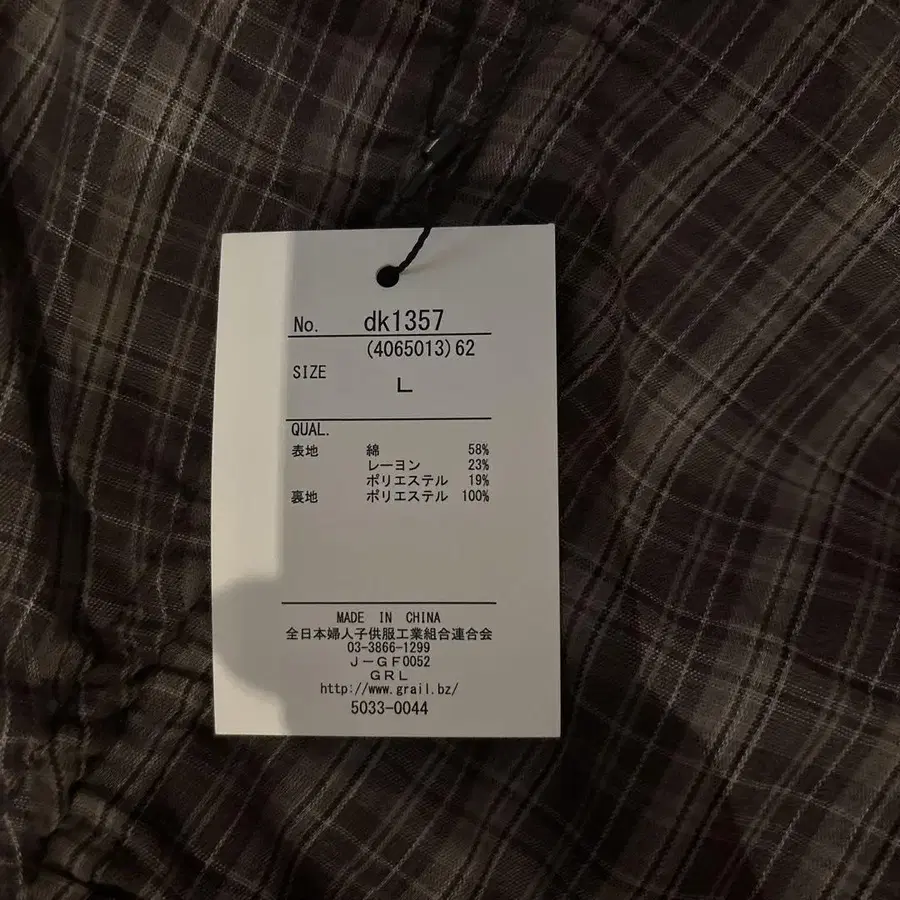 No. dk1357
(4065013)62
SIZE
L
QUAL.
表地 綿 58%
レーヨン 23%
ポリエステル 19%
裏地 ポリエステル 100%
MADE IN CHINA
全日本婦人子供服工業組合連合会
03-3866-1299
J-GF0052
GRL
http://www.grail.bz/
5033-0044